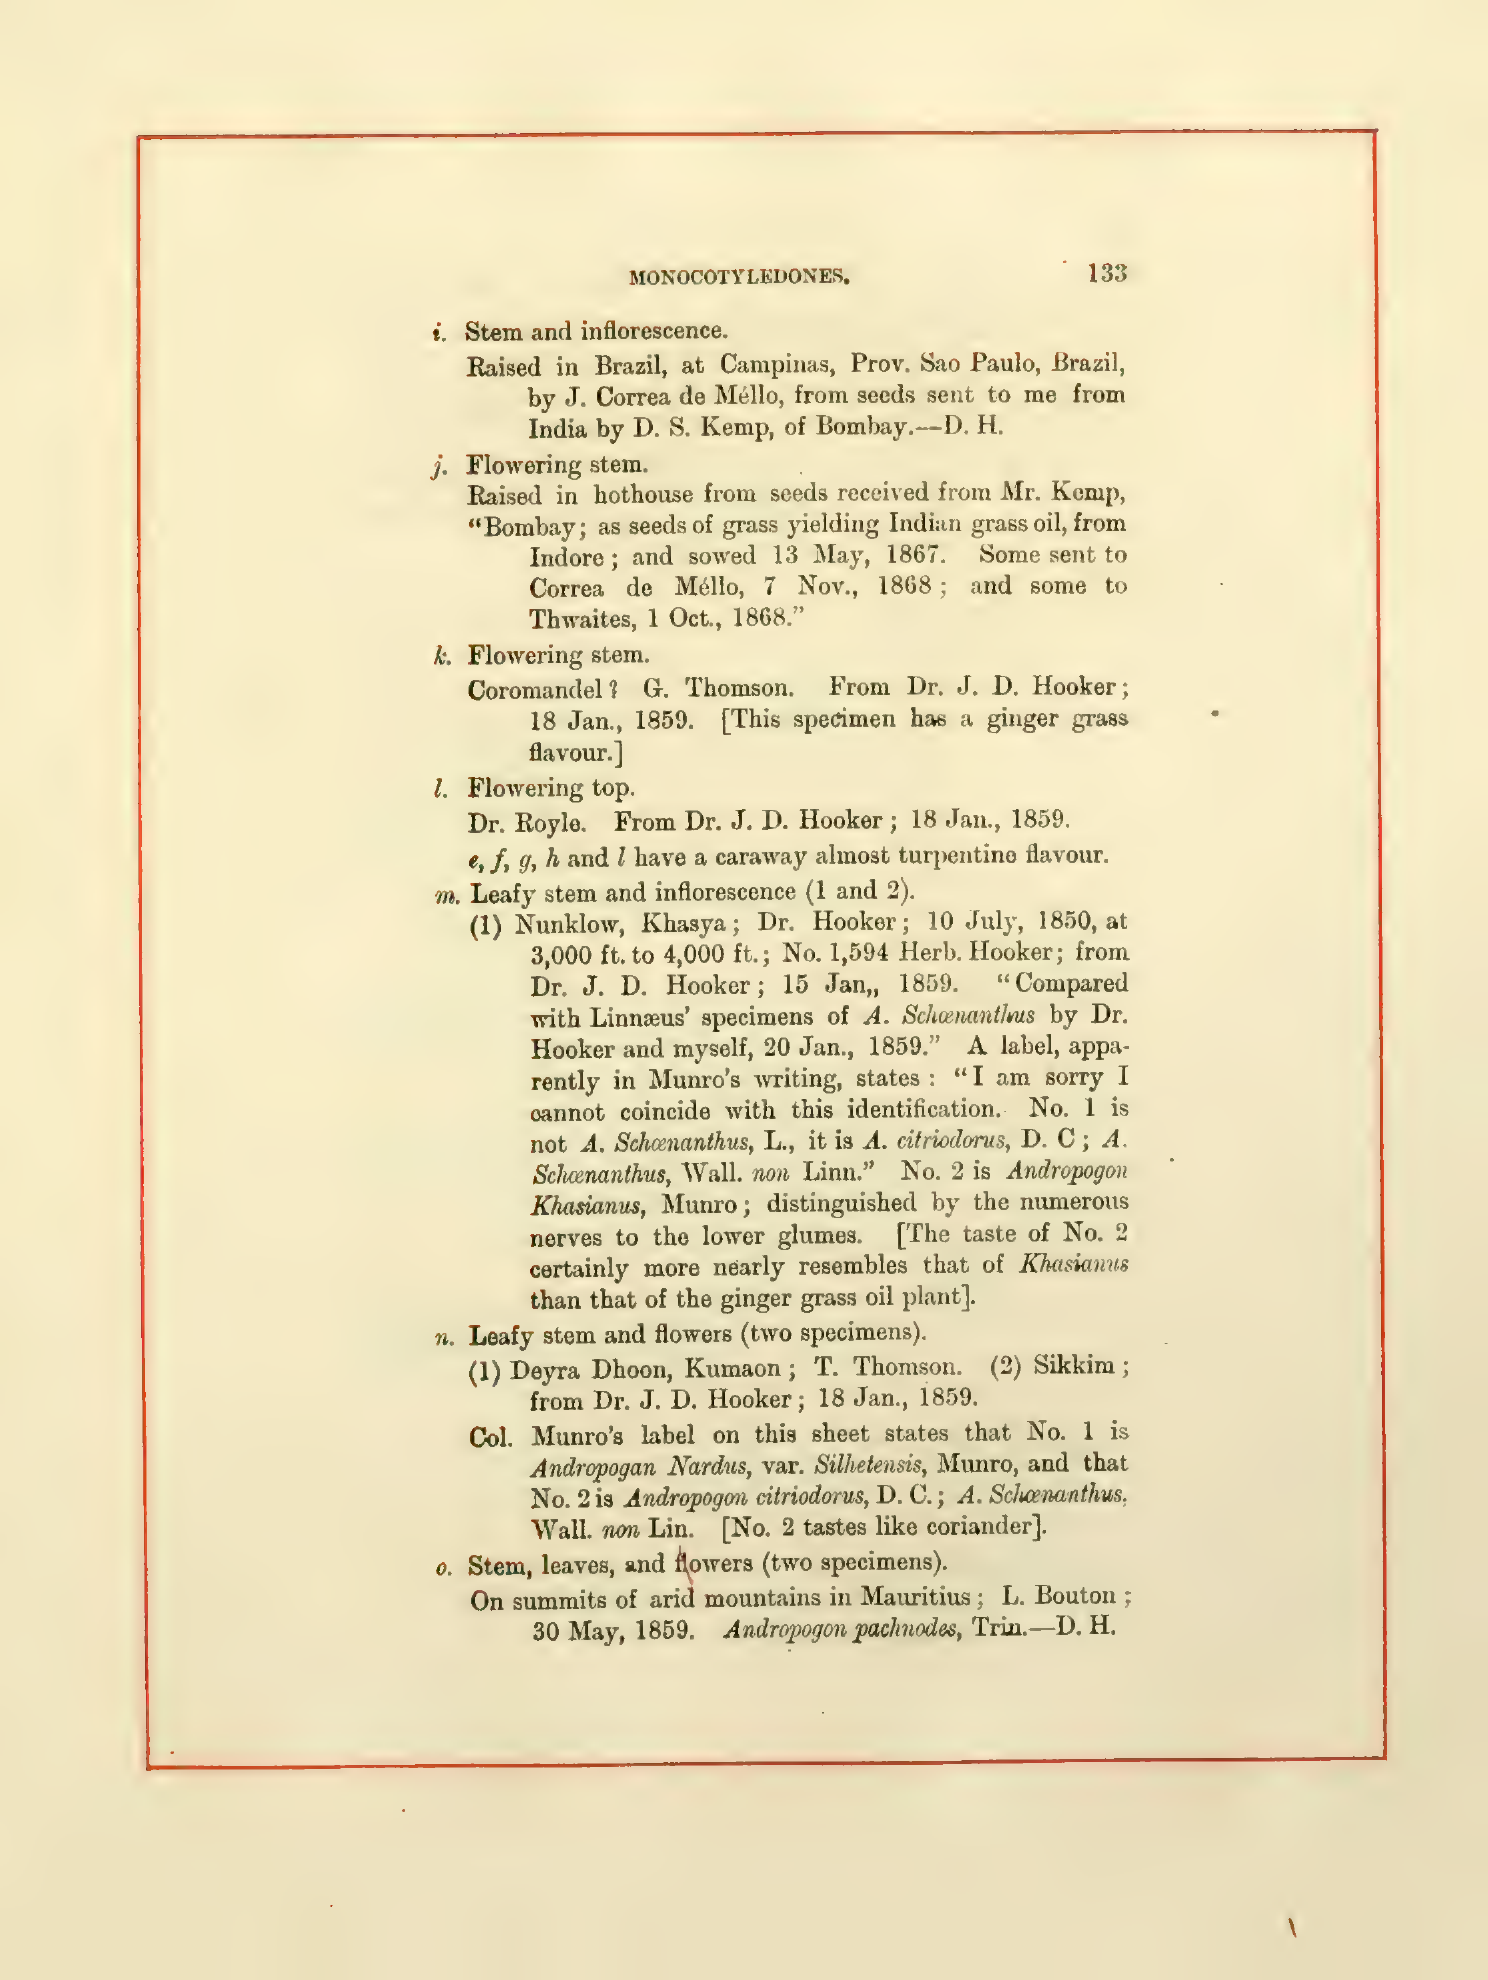 MONOCOTYLEDONES. 133
i. Stem and inflorescence.
Raised in Brazil, at Campinas, Prov. Sao Paulo, Brazil,
by J. Correa de Méllo, from seeds sent to me from
India by D. S. Kemp, of Bombay.—D. H.
j. Flowering stem.
Raised in hothouse from seeds received from Mr. Kemp,
“Bombay; as seeds of grass yielding Indian grass oil, from
Indore; and sowed 13 May, 1867. Some sent to
Correa de Méllo, 7 Nov., 1868; and some to
Thwaites, 1 Oct., 1868.”
k. Flowering stem.
Coromandel? G. Thomson. From Dr. J. D. Hooker;
18 Jan., 1859. [This specimen has a ginger grass
flavour.]
l. Flowering top.
Dr. Royle. From Dr. J. D. Hooker; 18 Jan., 1859.
e, f, g, h and l have a caraway almost turpentine flavour.
m. Leafy stem and inflorescence (1 and 2).
(1) Nunklow, Khasya; Dr. Hooker; 10 July, 1850, at
3,000 ft. to 4,000 ft.; No. 1,594 Herb. Hooker; from
Dr. J. D. Hooker; 15 Jan,, 1859. “Compared
with Linnæus’ specimens of A. Schœnanthus by Dr.
Hooker and myself, 20 Jan., 1859.” A label, appa-
rently in Munro’s writing, states: “I am sorry I
cannot coincide with this identification. No. 1 is
not A. Schœnanthus, L., it is A. citriodorus, D. C; A.
Schœnanthus, Wall. non Linn.” No. 2 is Andropogon
Khasianus, Munro; distinguished by the numerous
nerves to the lower glumes. [The taste of No. 2
certainly more nearly resembles that of Khasianus
than that of the ginger grass oil plant].
n. Leafy stem and flowers (two specimens).
(1) Deyra Dhoon, Kumaon; T. Thomson. (2) Sikkim;
from Dr. J. D. Hooker; 18 Jan., 1859.
Col. Munro’s label on this sheet states that No. 1 is
Andropogan Nardus, var. Silhetensis, Munro, and that
No. 2 is Andropogon citriodorus, D. C.; A. Schœnanthus,
Wall. non Lin. [No. 2 tastes like coriander].
o. Stem, leaves, and flowers (two specimens).
On summits of arid mountains in Mauritius; L. Bouton;
30 May, 1859. Andropogon pachnodes, Trin.—D. H.